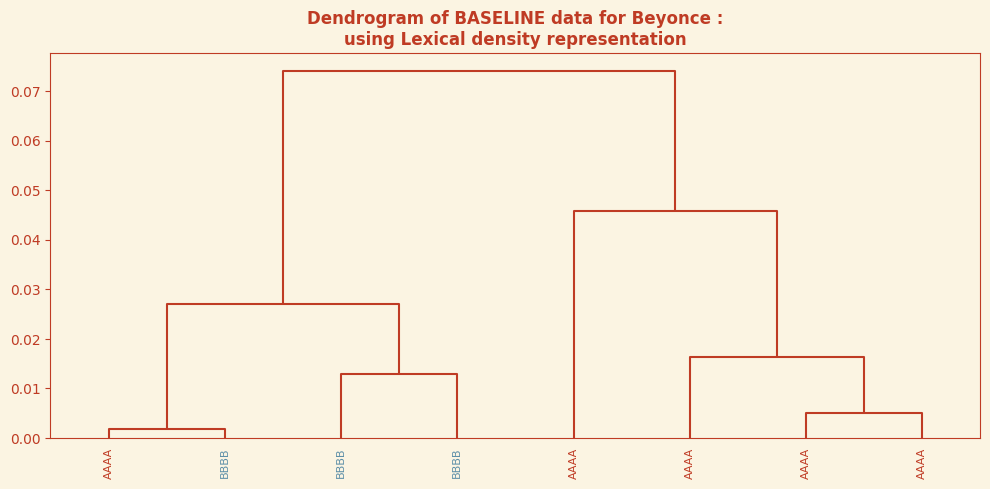 Dendrogram of BASELINE data for Beyonce :
using Lexical density representation
0.07
0.06
0.05
0.04
0.03
0.02
0.01
0.00
AAAA
BBBB
BBBB
BBBB
AAAA
AAAA
AAAA
AAAA